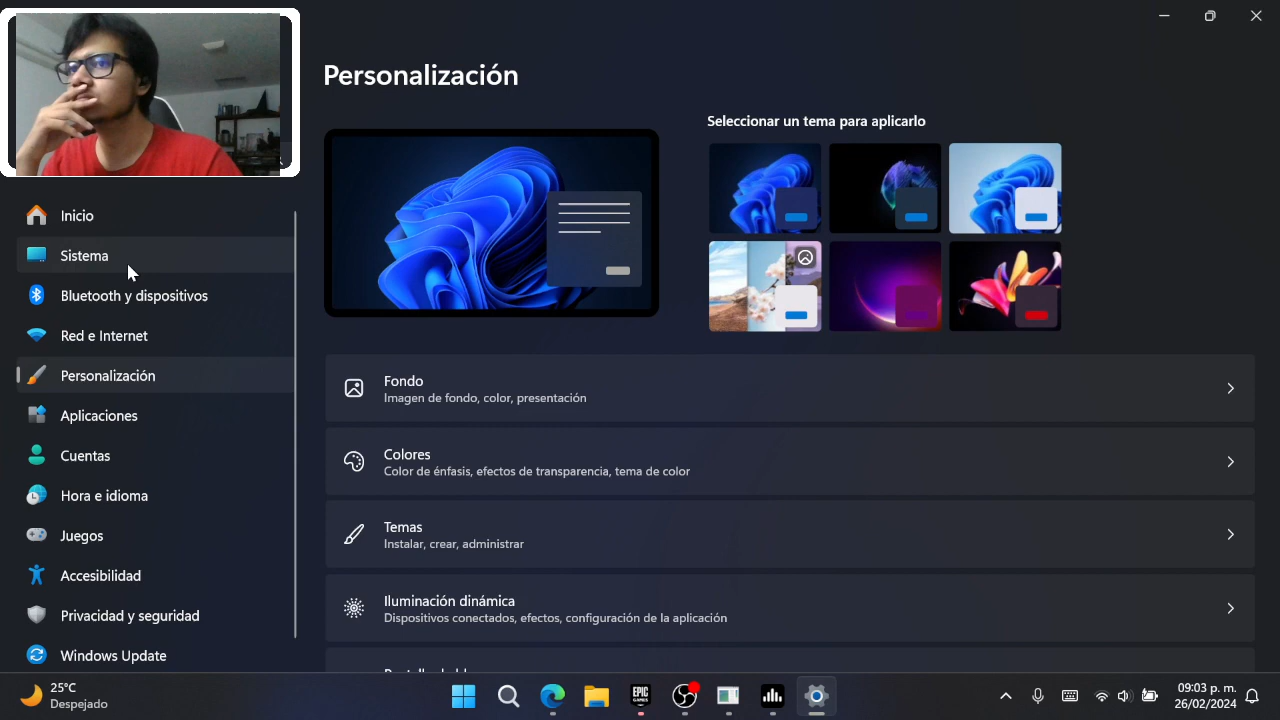 Personalización
Seleccionar un tema para aplicarlo
Inicio
Sistema
Bluetooth y dispositivos
Red e Internet
Personalización
Aplicaciones
Cuentas
Hora e idioma
Juegos
Accesibilidad
Privacidad y seguridad
Windows Update
Fondo
Imagen de fondo, color, presentación
Colores
Color de énfasis, efectos de transparencia, tema de color
Temas
Instalar, crear, administrar
Iluminación dinámica
Dispositivos conectados, efectos, configuración de la aplicación
25°C
Despejado
EPIC
GAMES
09:03 p. m.
26/02/2024